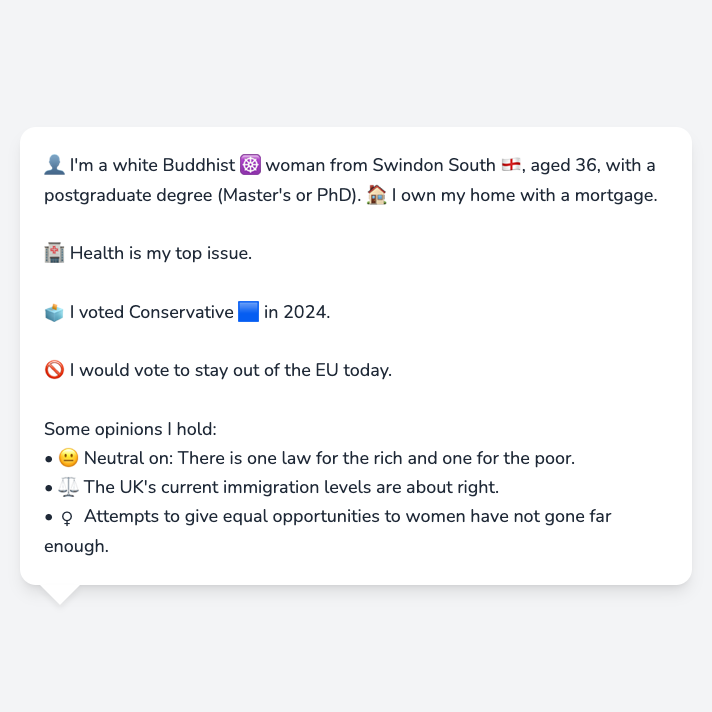 👤 I'm a white Buddhist ☸️ woman from Swindon South 🏴󠁧󠁢󠁥󠁮󠁧󠁿, aged 36, with a
postgraduate degree (Master's or PhD). 🏠 I own my home with a mortgage.
🏥 Health is my top issue.
🗳️ I voted Conservative 🟦 in 2024.
🚫 I would vote to stay out of the EU today.
Some opinions I hold:
• 😐 Neutral on: There is one law for the rich and one for the poor.
• ⚖️ The UK's current immigration levels are about right.
• ♀ Attempts to give equal opportunities to women have not gone far
enough.